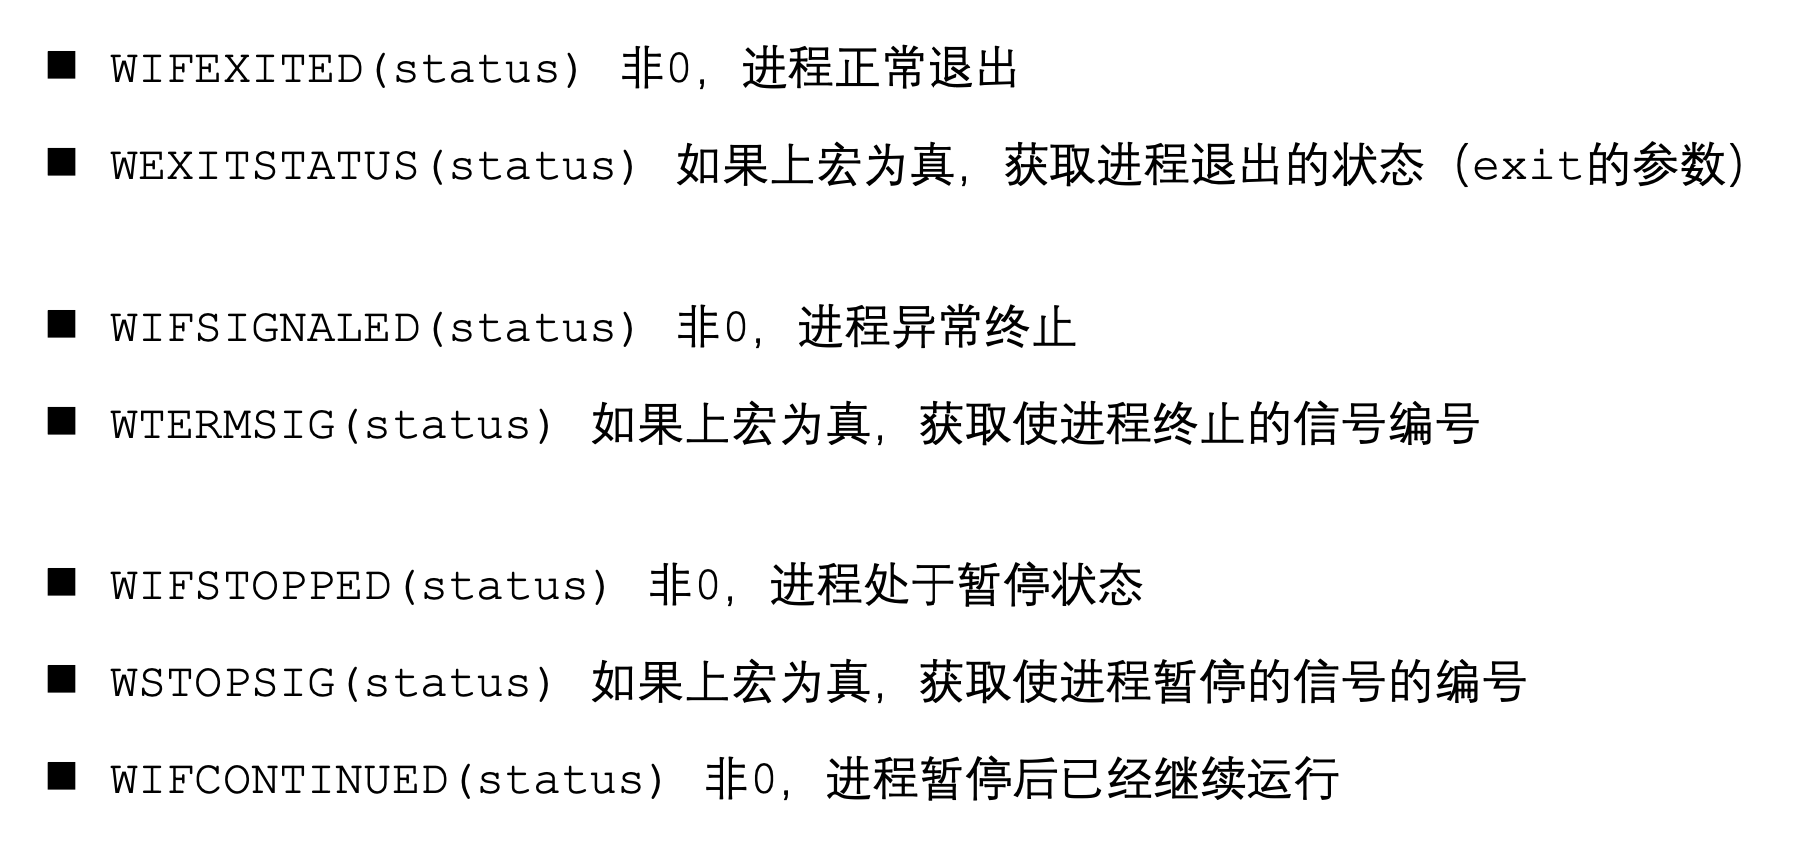 ■ WIFEXITED(status) 非0，进程正常退出
■ WEXITSTATUS(status) 如果上宏为真，获取进程退出的状态（exit的参数）
■ WIFSIGNALED(status) 非0，进程异常终止
■ WTERMSIG(status) 如果上宏为真，获取使进程终止的信号编号
■ WIFSTOPPED(status) 非0，进程处于暂停状态
■ WSTOPSIG(status) 如果上宏为真，获取使进程暂停的信号的编号
■ WIFCONTINUED(status) 非0，进程暂停后已经继续运行